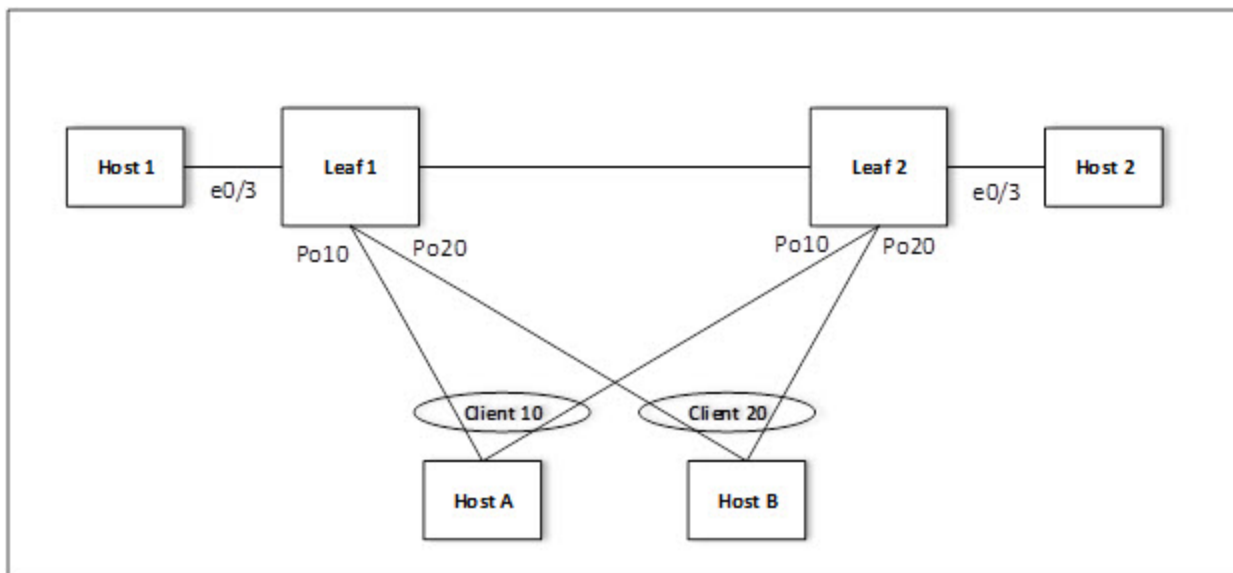 Host 1
Leaf 1
Leaf 2
Host 2
e0/3
e0/3
Po10
Po20
Po10
Po20
Client 10
Client 20
Host A
Host B